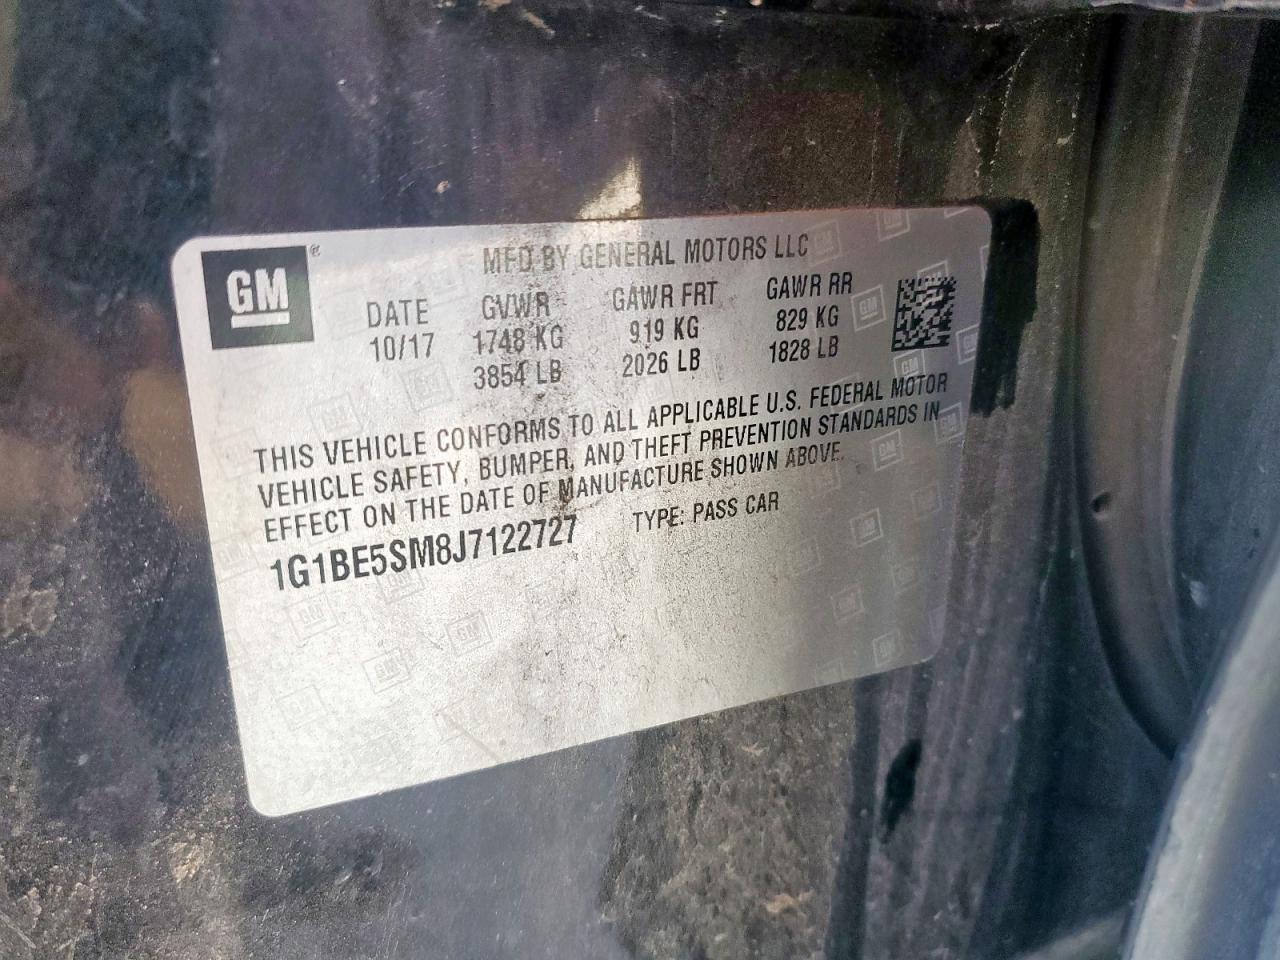 GM ®
MFD BY GENERAL MOTORS LLC
DATE GVWR GAWR FRT GAWR RR
10/17 1748 KG 919 KG 829 KG
3854 LB 2026 LB 1828 LB
THIS VEHICLE CONFORMS TO ALL APPLICABLE U.S. FEDERAL MOTOR
VEHICLE SAFETY, BUMPER, AND THEFT PREVENTION STANDARDS IN
EFFECT ON THE DATE OF MANUFACTURE SHOWN ABOVE.
1G1BE5SM8J7122727 TYPE: PASS CAR